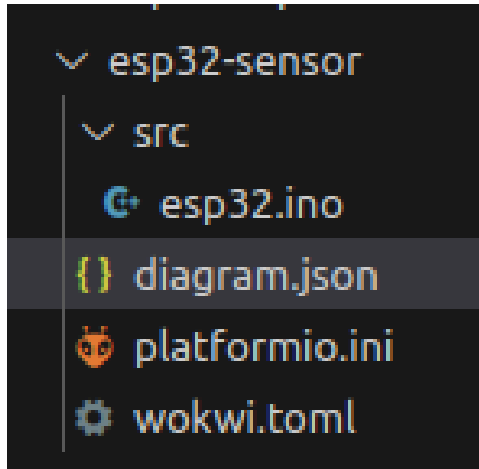 esp32-sensor
src
esp32.ino
diagram.json
platformio.ini
wokwi.toml